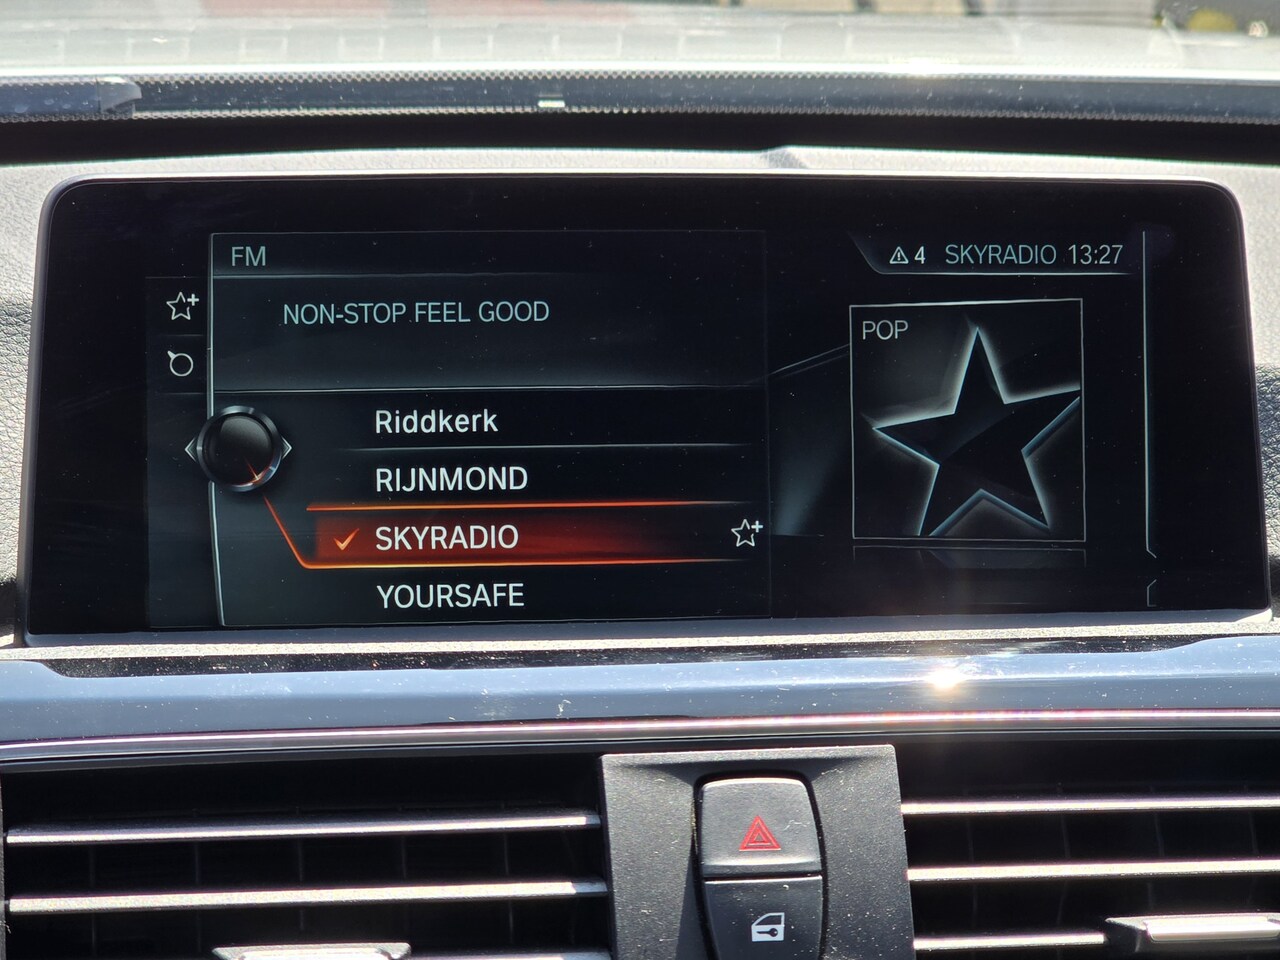 FM
4 SKYRADIO 13:27
NON-STOP FEEL GOOD
POP
Riddkerk
RIJNMOND
SKYRADIO
YOURSAFE